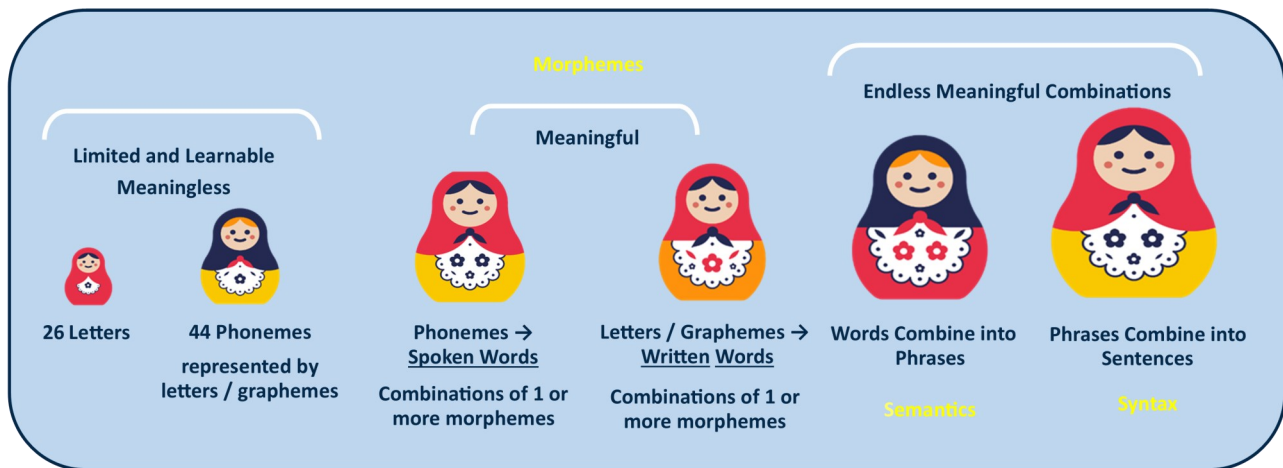 Morphemes
Endless Meaningful Combinations
Meaningful
Limited and Learnable
Meaningless
26 Letters
44 Phonemes
represented by
letters / graphemes
Phonemes →
Spoken Words
Combinations of 1 or
more morphemes
Letters / Graphemes →
Written Words
Combinations of 1 or
more morphemes
Words Combine into
Phrases
Semantics
Phrases Combine into
Sentences
Syntax